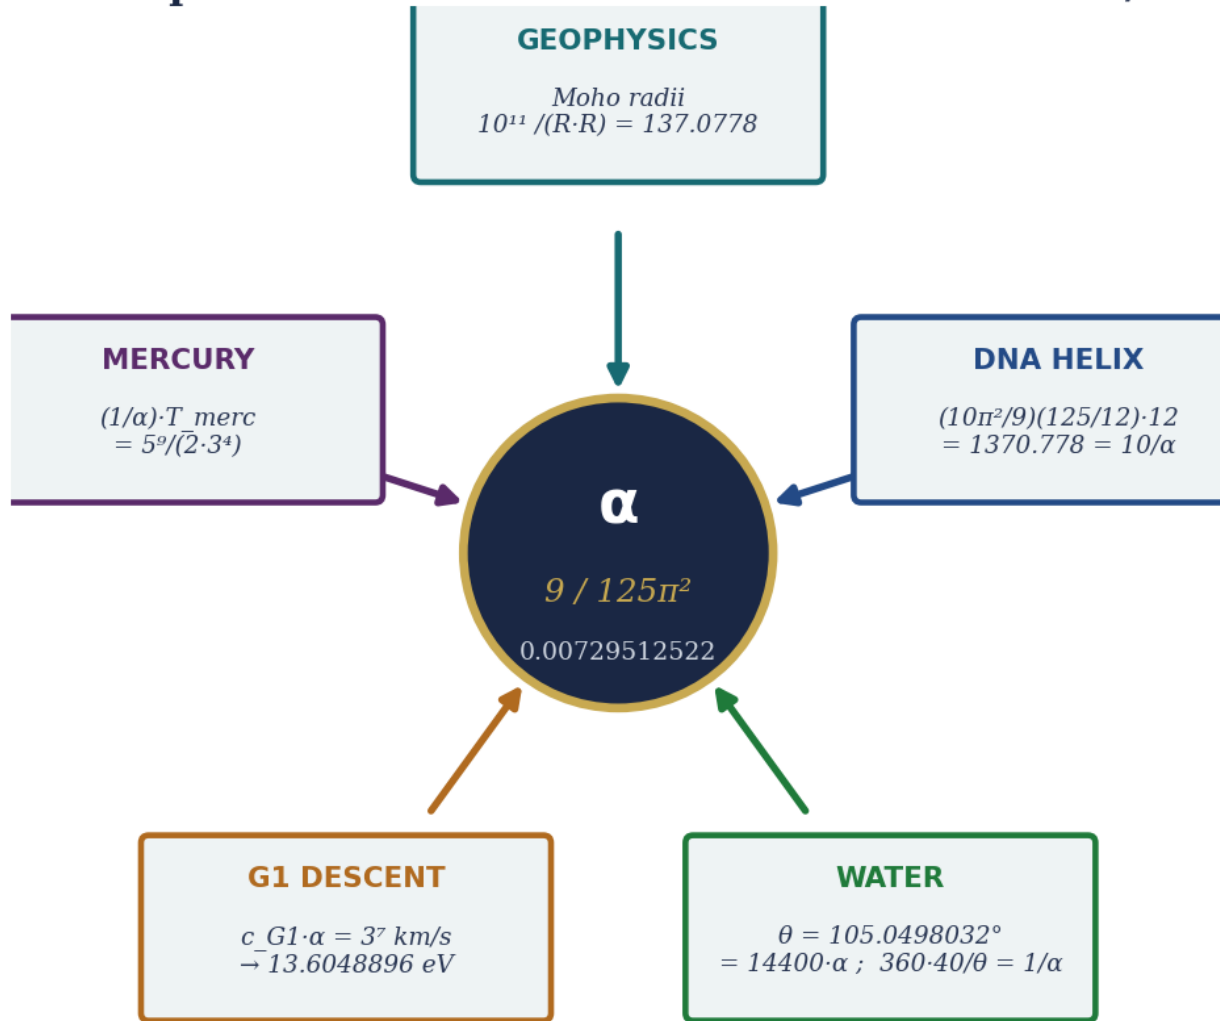 GEOPHYSICS
Moho radii
10¹¹ /(R·R) = 137.0778
MERCURY
(1/α)·T_merc
= 5⁹/(2·3⁴)
DNA HELIX
(10π²/9)(125/12)·12
= 1370.778 = 10/α
α
9 / 125π²
0.00729512522
G1 DESCENT
c_G1·α = 3⁷ km/s
→ 13.6048896 eV
WATER
θ = 105.0498032°
= 14400·α ;  360·40/θ = 1/α